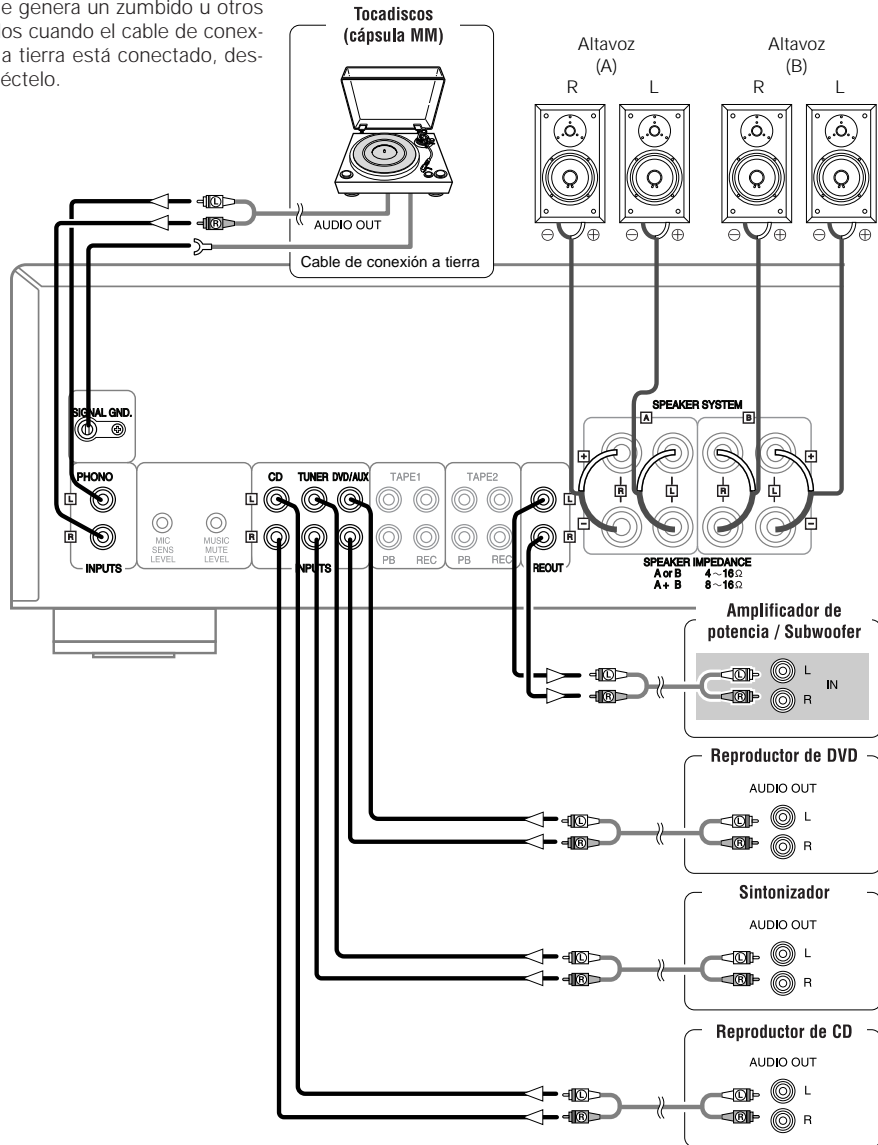 e genera un zumbido u otros
os cuando el cable de conex-
a tierra está conectado, des-
éctelo.
Tocadiscos
(cápsula MM)
AUDIO OUT
Cable de conexión a tierra
Altavoz
(A)
R L
Altavoz
(B)
R L
L
R
⊖ ⊕ ⊖ ⊕ ⊖ ⊕ ⊖ ⊕
SIGNAL GND.
PHONO
L
R
INPUTS
MIC
SENS
LEVEL
MUSIC
MUTE
LEVEL
CD TUNER DVD/AUX
L
R
INPUTS
TAPE1
PB REC
TAPE2
PB REC
L
R
REOUT
SPEAKER SYSTEM
A B
+ +
R L R L
− −
SPEAKER IMPEDANCE
A or B 4～16Ω
A + B 8～16Ω
Amplificador de
potencia / Subwoofer
L L L
IN
R R R
Reproductor de DVD
AUDIO OUT
L L L
R R R
Sintonizador
AUDIO OUT
L L L
R R R
Reproductor de CD
AUDIO OUT
L L L
R R R